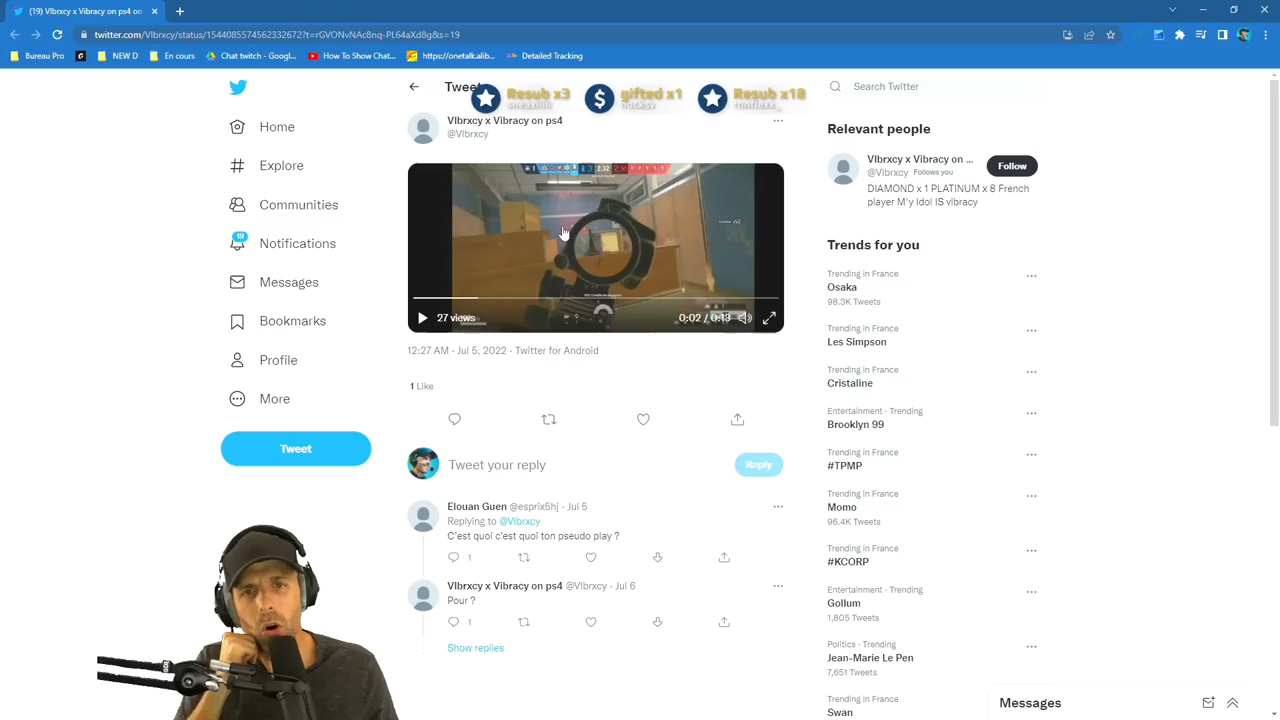 (19) Vlbrxcy x Vibracy on ps4 on
twitter.com/Vlbrxcy/status/1544085574562332672?t=rGVONvNAc8nq-PL64aXd8g&s=19
Bureau Pro
NEW D
En cours
Chat twitch - Googl...
How To Show Chat...
https://onetalk.alib...
Detailed Tracking
Tweet
Resub x3
sneaxiiiii
gifted x1
nocksv
Resub x18
ronflexx_
Search Twitter
Home
Explore
Communities
19
Notifications
Messages
Bookmarks
Profile
More
Tweet
Vlbrxcy x Vibracy on ps4
@Vlbrxcy
2:32
27 views
0:02 / 0:13
12:27 AM · Jul 5, 2022 · Twitter for Android
1 Like
Tweet your reply
Reply
Elouan Guen @esprix5hj · Jul 5
Replying to @Vlbrxcy
C'est quoi c'est quoi ton pseudo play ?
1
Vlbrxcy x Vibracy on ps4 @Vlbrxcy · Jul 6
Pour ?
1
Show replies
Relevant people
Vlbrxcy x Vibracy on ...
@Vlbrxcy Follows you
Follow
DIAMOND x 1 PLATINUM x 8 French
player M'y Idol IS vibracy
Trends for you
Trending in France
Osaka
98.3K Tweets
Trending in France
Les Simpson
Trending in France
Cristaline
Entertainment · Trending
Brooklyn 99
Trending in France
#TPMP
Trending in France
Momo
96.4K Tweets
Trending in France
#KCORP
Entertainment · Trending
Gollum
1,805 Tweets
Politics · Trending
Jean-Marie Le Pen
7,651 Tweets
Trending in France
Swan
Messages